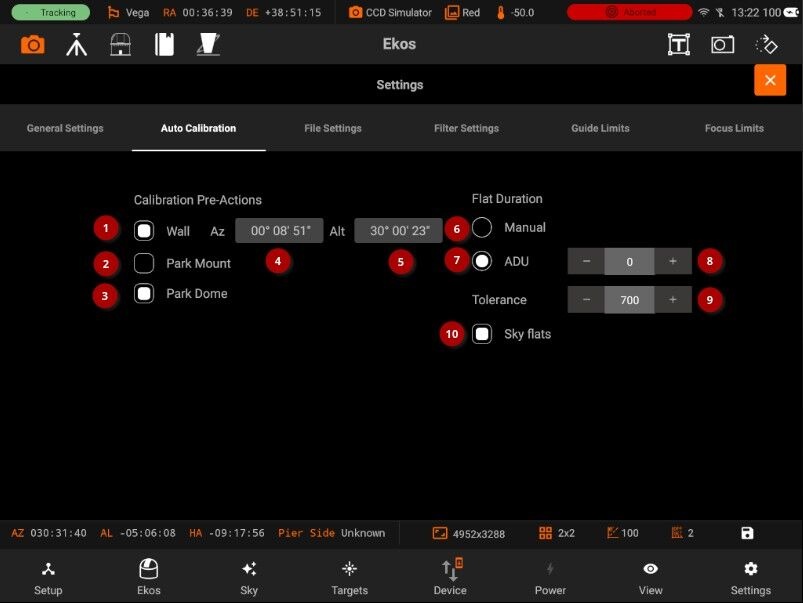 Tracking Vega RA 00:36:39 DE +38:51:15 CCD Simulator Red -50.0 Aborted 13:22 100
Ekos
Settings
General Settings Auto Calibration File Settings Filter Settings Guide Limits Focus Limits
Calibration Pre-Actions Flat Duration
1 Wall Az 00° 08' 51" Alt 30° 00' 23" 6 Manual
2 Park Mount 4 5 7 ADU − 0 + 8
3 Park Dome Tolerance − 700 + 9
10 Sky flats
AZ 030:31:40 AL -05:06:08 HA -09:17:56 Pier Side Unknown 4952x3288 2x2 100 2
Setup Ekos Sky Targets Device Power View Settings